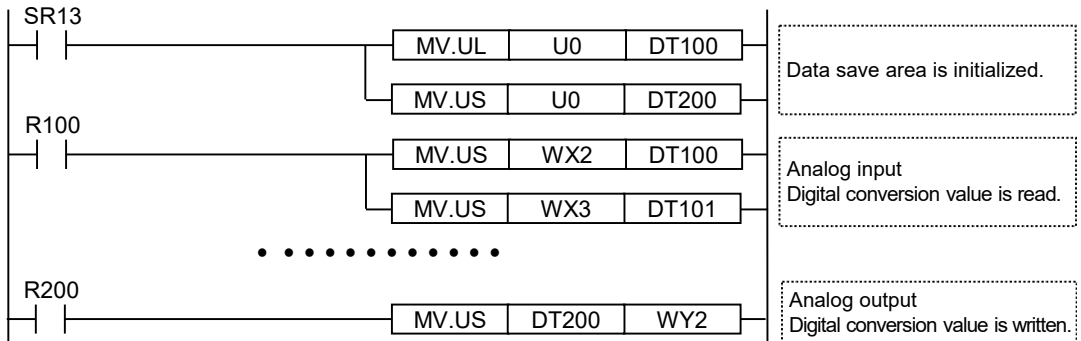 SR13
MV.UL U0 DT100
Data save area is initialized.
MV.US U0 DT200
R100
MV.US WX2 DT100
Analog input
Digital conversion value is read.
MV.US WX3 DT101
R200
MV.US DT200 WY2
Analog output
Digital conversion value is written.